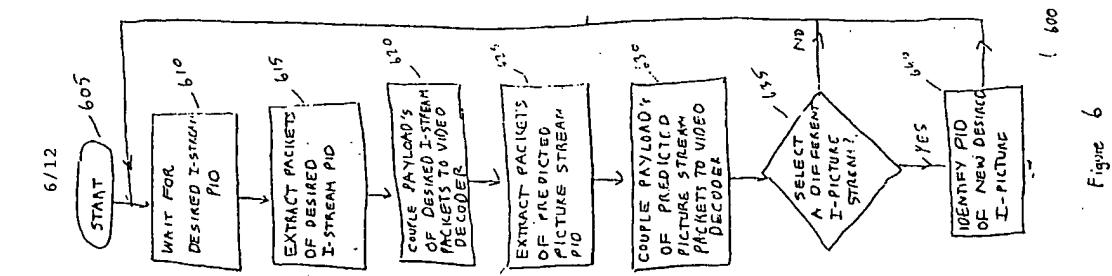 6/12
START
605
WAIT FOR
DESIRED I-STREAM
PID
610
EXTRACT PACKETS
OF DESIRED
I-STREAM PID
615
COUPLE PAYLOAD'S
OF DESIRED I-STREAM
PACKETS TO VIDEO
DECODER
620
EXTRACT PACKETS
OF PREDICTED
PICTURE STREAM
PID
625
COUPLE PAYLOAD'S
OF PREDICTED
PICTURE STREAM
PACKETS TO VIDEO
DECODER
630
SELECT
A DIFFERENT
I-PICTURE
STREAM?
635
NO
YES
IDENTIFY PID
OF NEW DESIRED
I-PICTURE
640
600
Figure 6